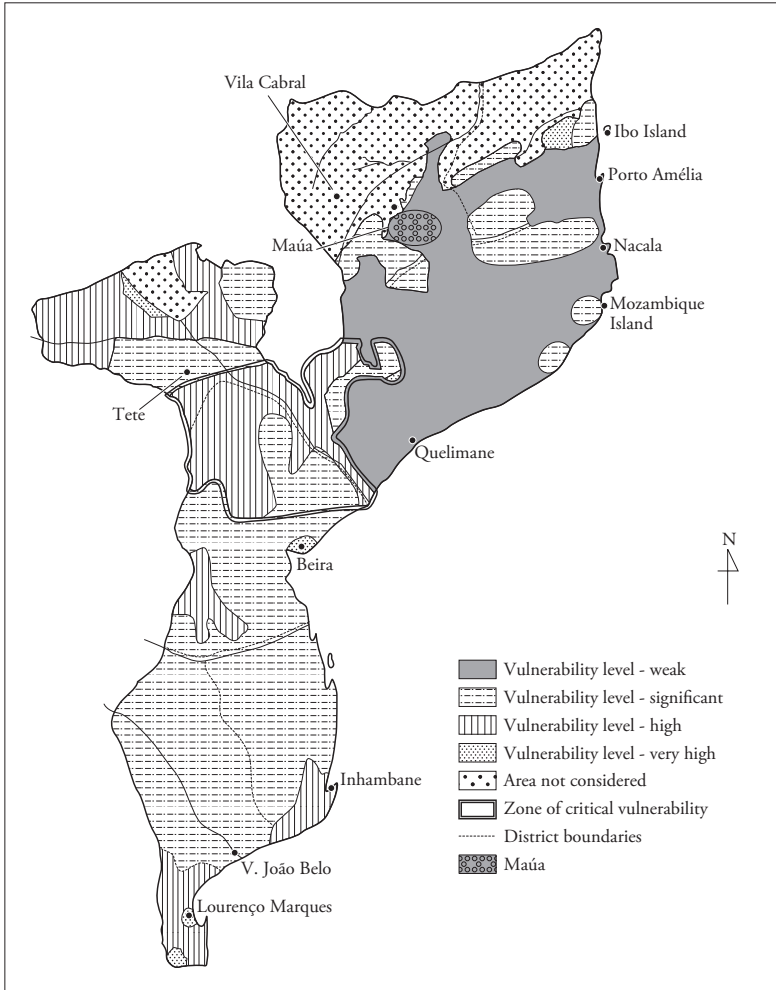 Vila Cabral
Ibo Island
Porto Amélia
Maúa
Nacala
Mozambique
Island
Tete
Quelimane
Beira
N
Vulnerability level - weak
Vulnerability level - significant
Vulnerability level - high
Vulnerability level - very high
Area not considered
Zone of critical vulnerability
District boundaries
Maúa
Inhambane
V. João Belo
Lourenço Marques